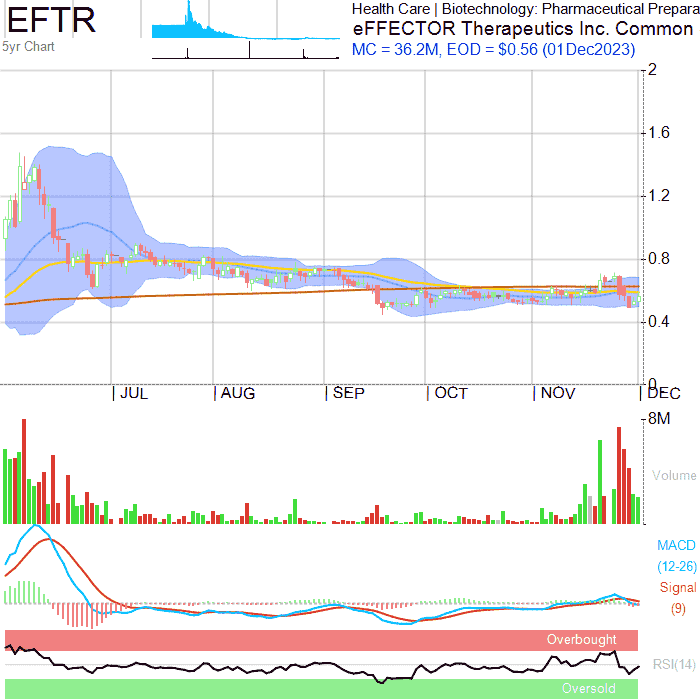 EFTR
5yr Chart
Health Care | Biotechnology: Pharmaceutical Prepara
eFFECTOR Therapeutics Inc. Common
MC = 36.2M, EOD = $0.56 (01Dec2023)
2
1.6
1.2
0.8
0.4
0
JUL AUG SEP OCT NOV DEC
8M
Volume
MACD
(12-26)
Signal
(9)
Overbought
RSI(14)
Oversold